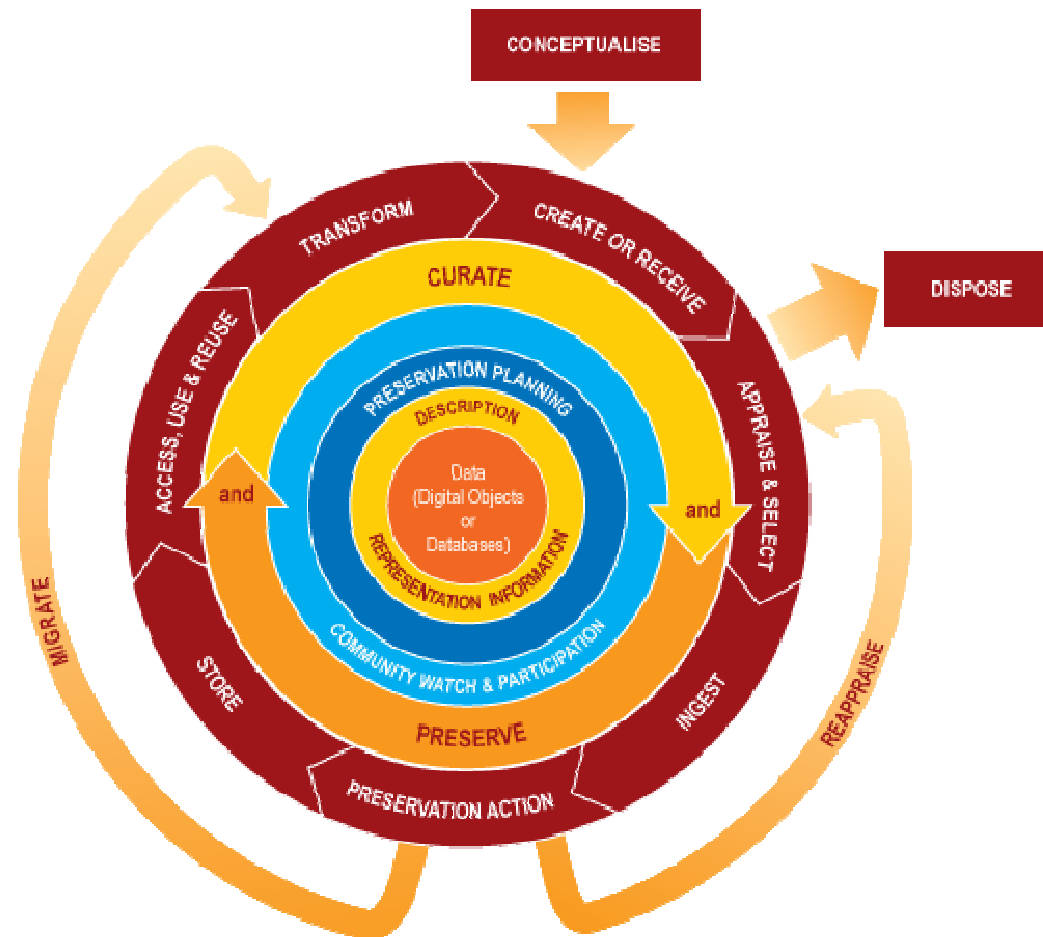 CONCEPTUALISE
DISPOSE
CREATE OR RECEIVE
APPRAISE & SELECT
INGEST
PRESERVATION ACTION
STORE
ACCESS, USE & REUSE
TRANSFORM
CURATE
and
PRESERVE
and
COMMUNITY WATCH & PARTICIPATION
PRESERVATION PLANNING
DESCRIPTION
REPRESENTATION INFORMATION
Data
(Digital Objects
or
Databases)
MIGRATE
REAPPRAISE